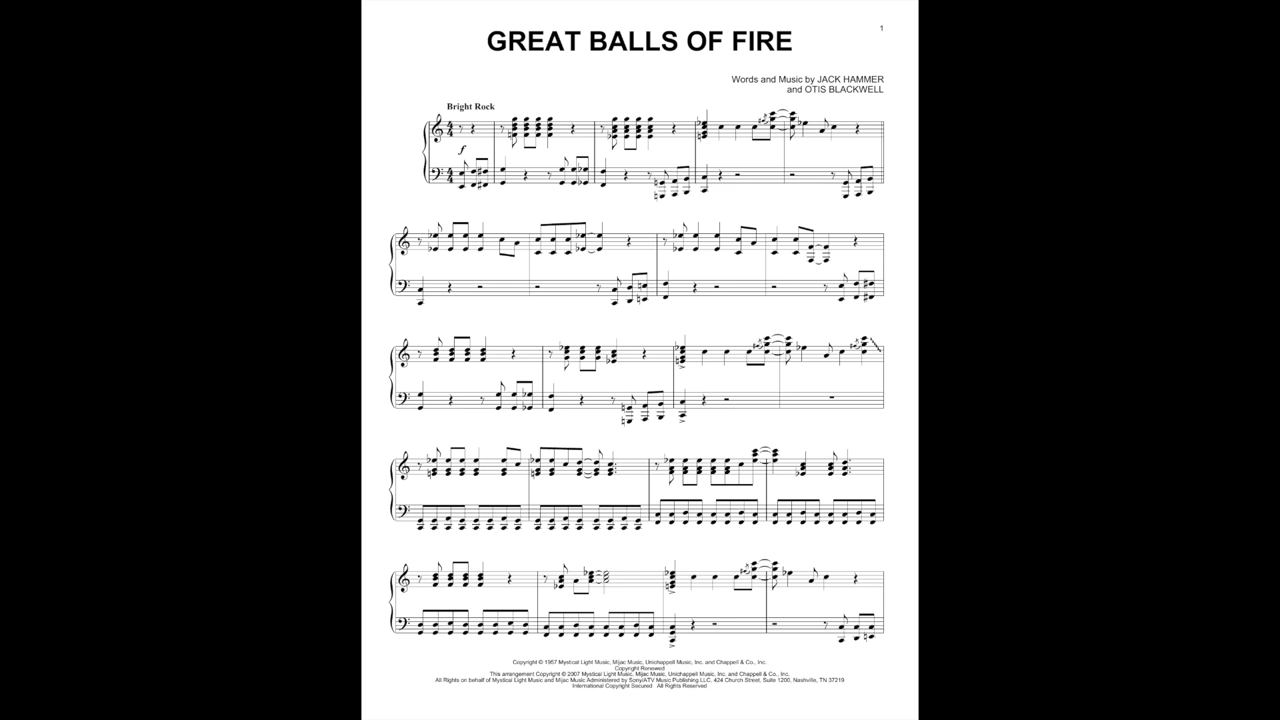 1
GREAT BALLS OF FIRE
Words and Music by JACK HAMMER
and OTIS BLACKWELL
Bright Rock
f
Copyright © 1957 Mystical Light Music, Mijac Music, Unichappell Music, Inc. and Chappell & Co., Inc.
Copyright Renewed
This arrangement Copyright © 2007 Mystical Light Music, Mijac Music, Unichappell Music, Inc. and Chappell & Co., Inc.
All Rights on behalf of Mystical Light Music and Mijac Music Administered by Sony/ATV Music Publishing LLC, 424 Church Street, Suite 1200, Nashville, TN 37219
International Copyright Secured All Rights Reserved